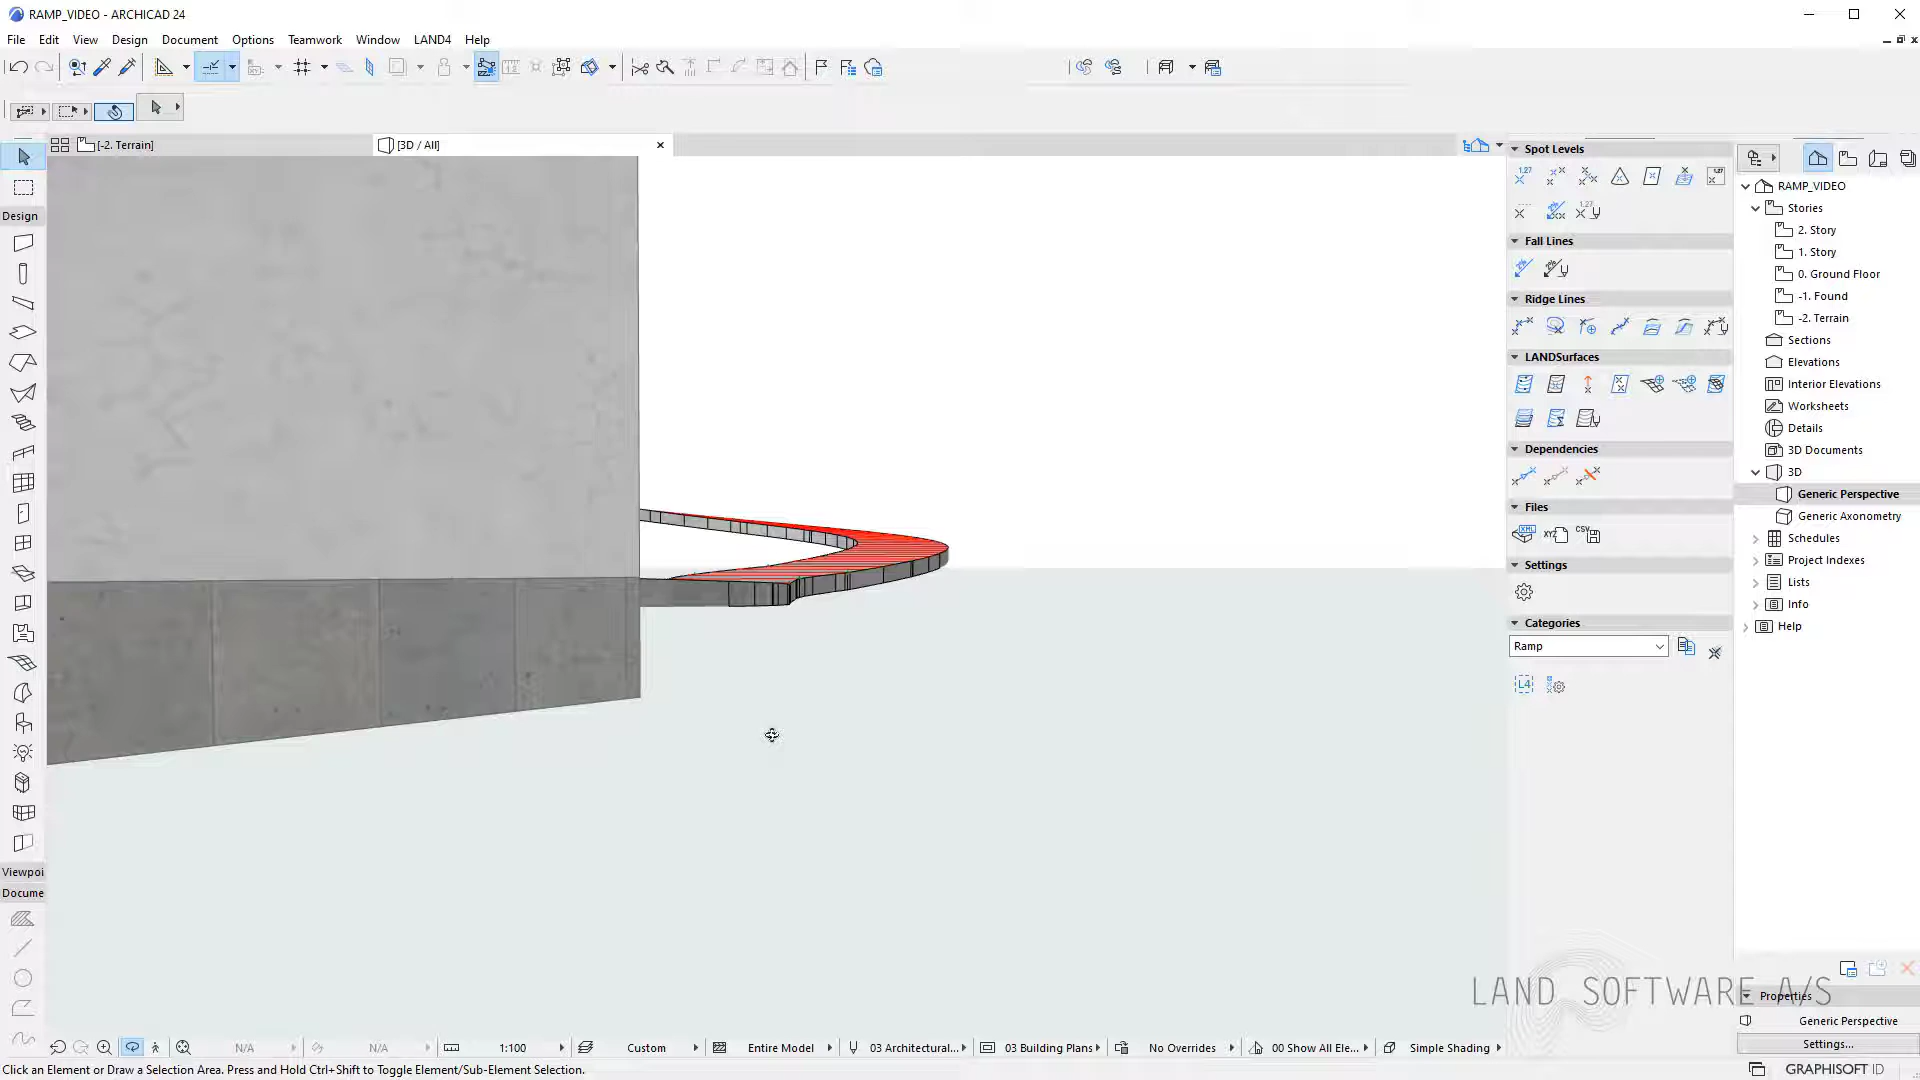 RAMP_VIDEO - ARCHICAD 24
File Edit View Design Document Options Teamwork Window LAND4 Help
[-2. Terrain]
[3D / All]
Design
Viewpoi
Docume
Spot Levels
Fall Lines
Ridge Lines
LANDSurfaces
Dependencies
Files
Settings
Categories
Ramp
RAMP_VIDEO
Stories
2. Story
1. Story
0. Ground Floor
-1. Found
-2. Terrain
Sections
Elevations
Interior Elevations
Worksheets
Details
3D Documents
3D
Generic Perspective
Generic Axonometry
Schedules
Project Indexes
Lists
Info
Help
LAND SOFTWARE A/S
Properties
Generic Perspective
Settings...
N/A N/A 1:100 Custom Entire Model 03 Architectural... 03 Building Plans No Overrides 00 Show All Ele... Simple Shading
Click an Element or Draw a Selection Area. Press and Hold Ctrl+Shift to Toggle Element/Sub-Element Selection.
GRAPHISOFT ID